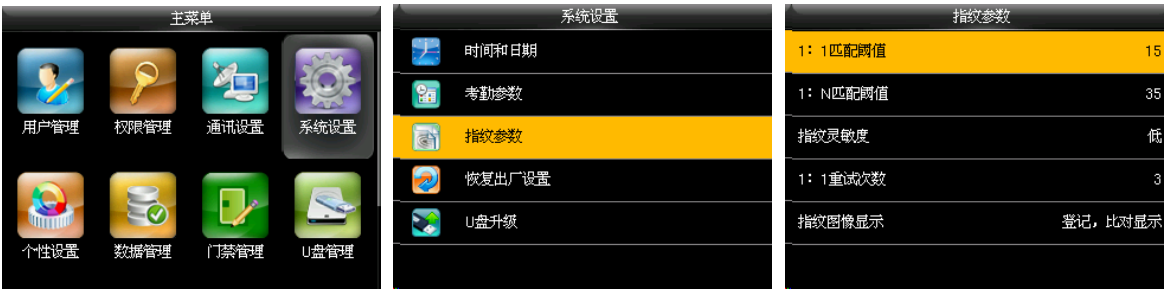 主菜单
用户管理 权限管理 通讯设置 系统设置
个性设置 数据管理 门禁管理 U盘管理
系统设置
时间和日期
考勤参数
指纹参数
恢复出厂设置
U盘升级
指纹参数
1：1匹配阈值 15
1：N匹配阈值 35
指纹灵敏度 低
1：1重试次数 3
指纹图像显示 登记，比对显示